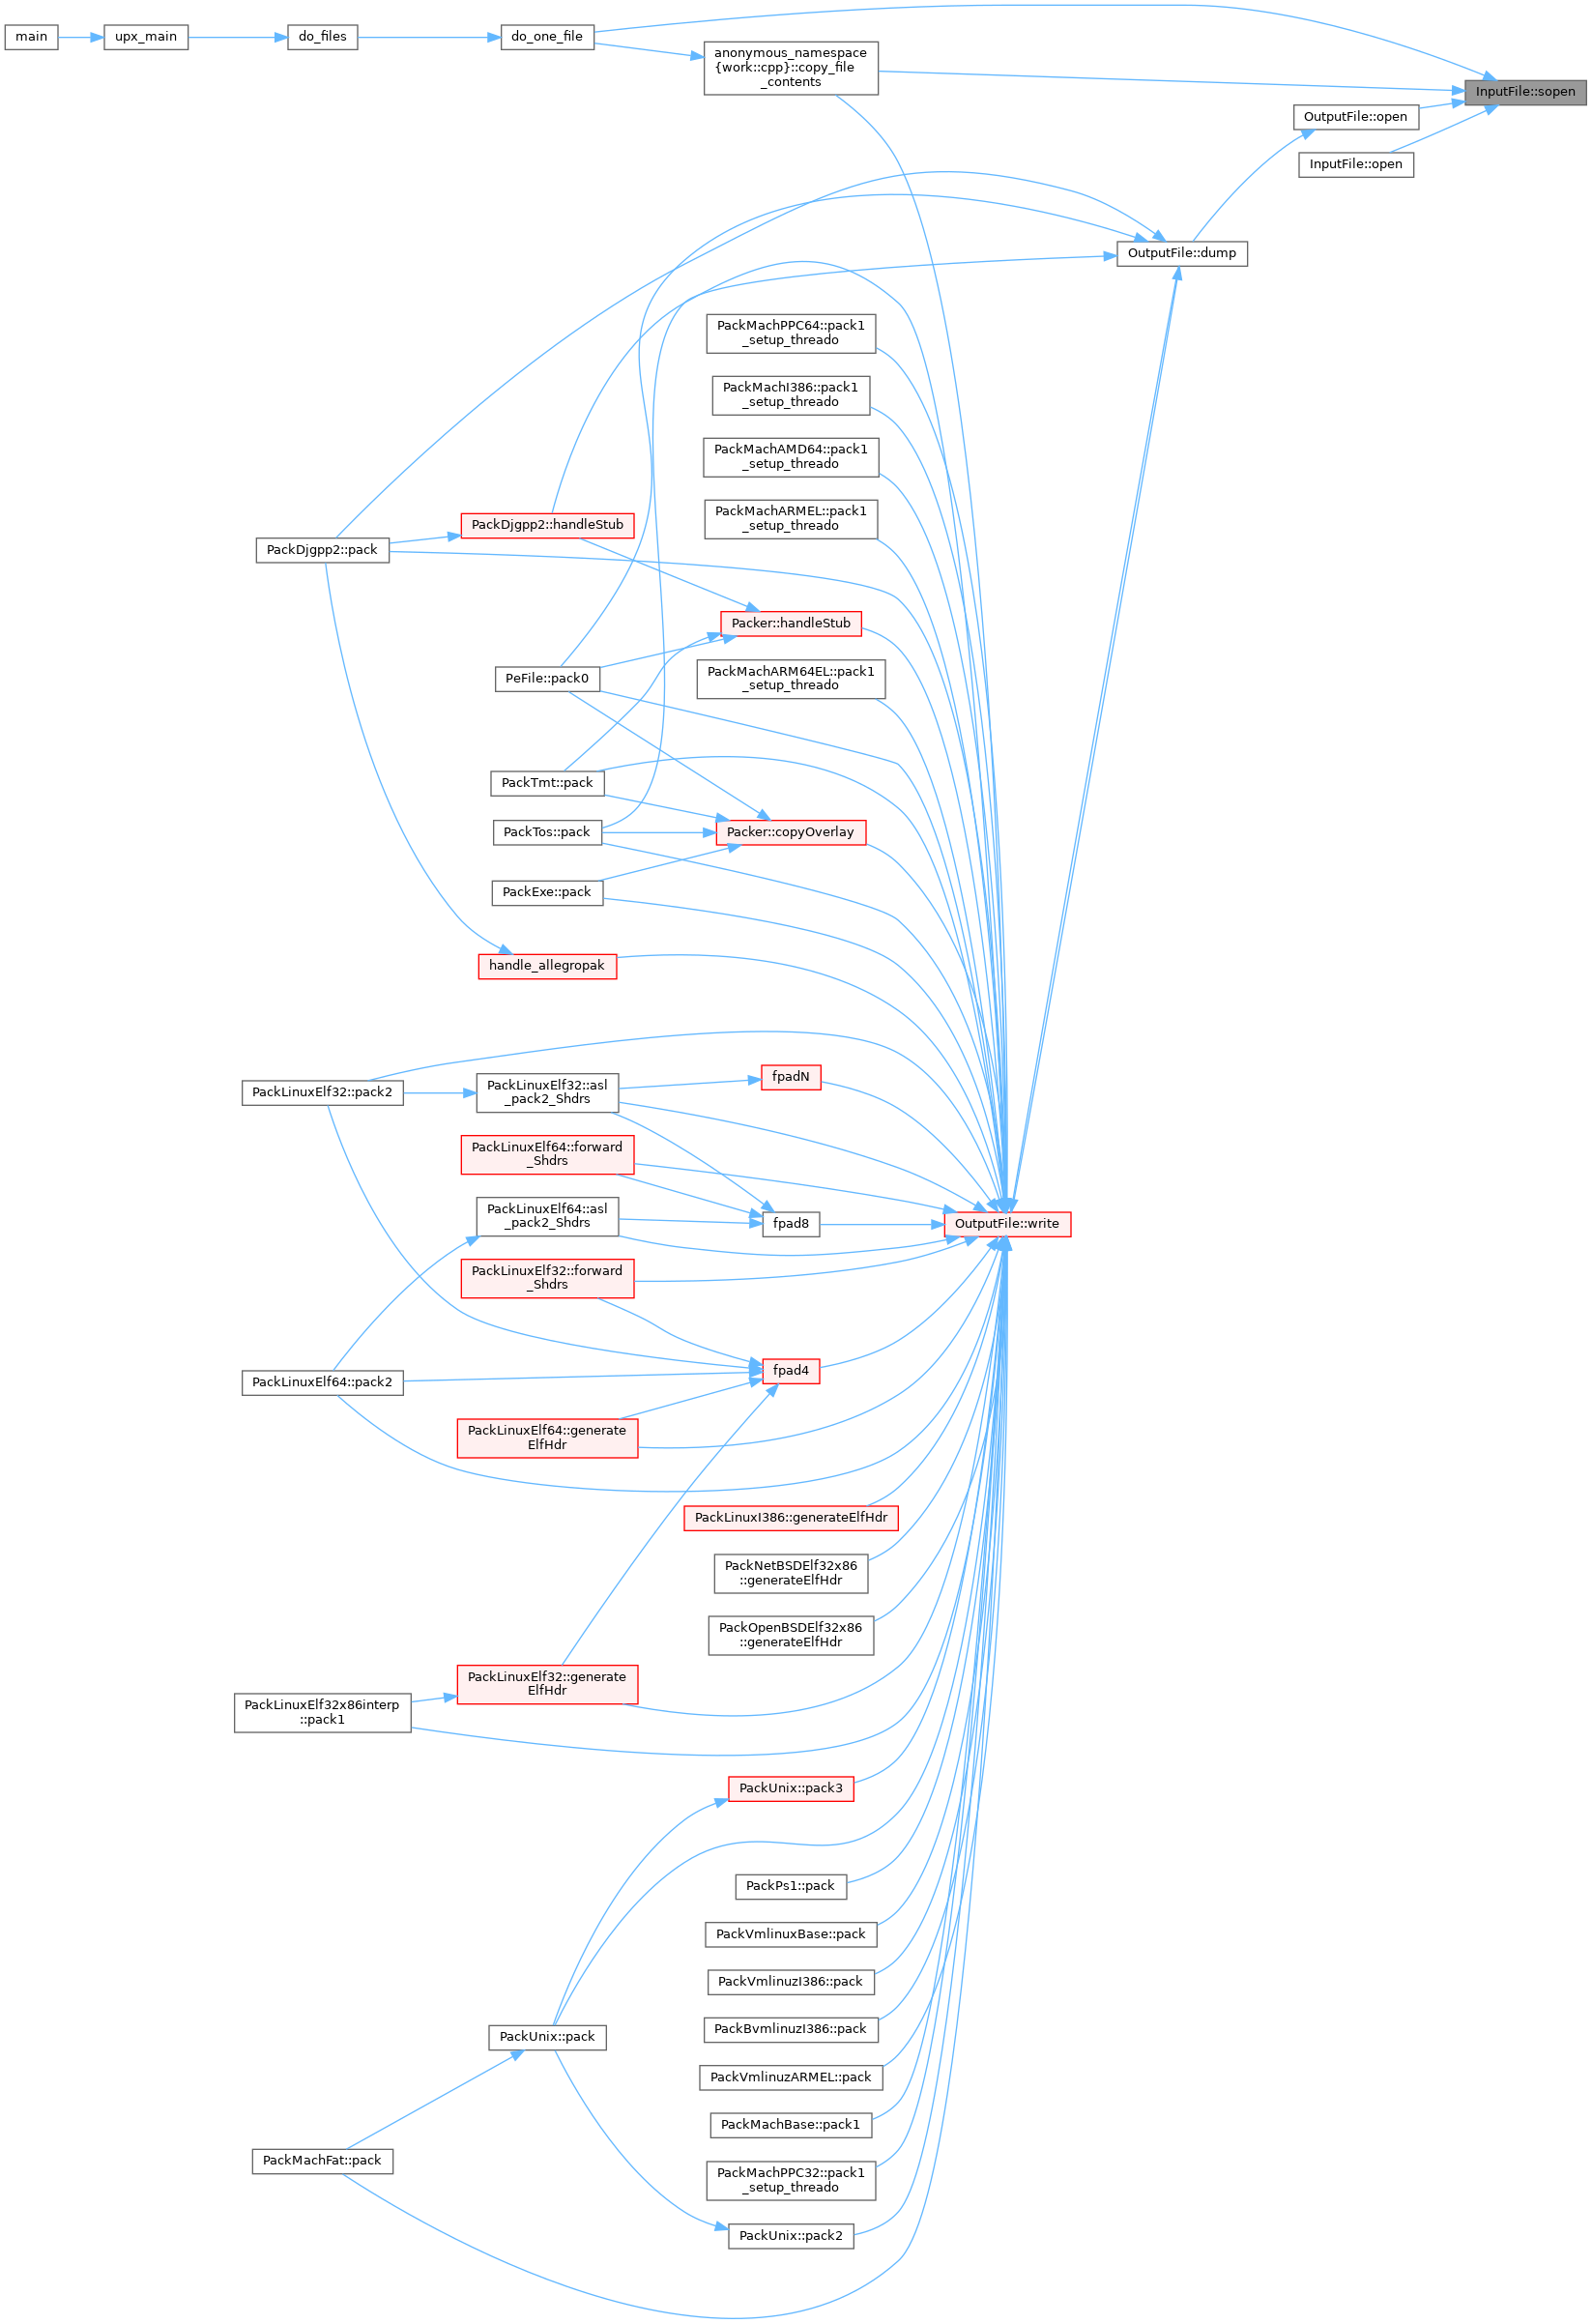 main
upx_main
do_files
do_one_file
anonymous_namespace
{work::cpp}::copy_file
_contents
InputFile::sopen
OutputFile::open
InputFile::open
OutputFile::dump
PackMachPPC64::pack1
_setup_threado
PackMachI386::pack1
_setup_threado
PackMachAMD64::pack1
_setup_threado
PackMachARMEL::pack1
_setup_threado
PackDjgpp2::handleStub
PackDjgpp2::pack
Packer::handleStub
PackMachARM64EL::pack1
_setup_threado
PeFile::pack0
PackTmt::pack
PackTos::pack
Packer::copyOverlay
PackExe::pack
handle_allegropak
fpadN
PackLinuxElf32::pack2
PackLinuxElf32::asl
_pack2_Shdrs
PackLinuxElf64::forward
_Shdrs
PackLinuxElf64::asl
_pack2_Shdrs
fpad8
OutputFile::write
PackLinuxElf32::forward
_Shdrs
fpad4
PackLinuxElf64::pack2
PackLinuxElf64::generate
ElfHdr
PackLinuxI386::generateElfHdr
PackNetBSDElf32x86
::generateElfHdr
PackOpenBSDElf32x86
::generateElfHdr
PackLinuxElf32::generate
ElfHdr
PackLinuxElf32x86interp
::pack1
PackUnix::pack3
PackPs1::pack
PackVmlinuxBase::pack
PackVmlinuzI386::pack
PackBvmlinuzI386::pack
PackUnix::pack
PackVmlinuzARMEL::pack
PackMachBase::pack1
PackMachFat::pack
PackMachPPC32::pack1
_setup_threado
PackUnix::pack2